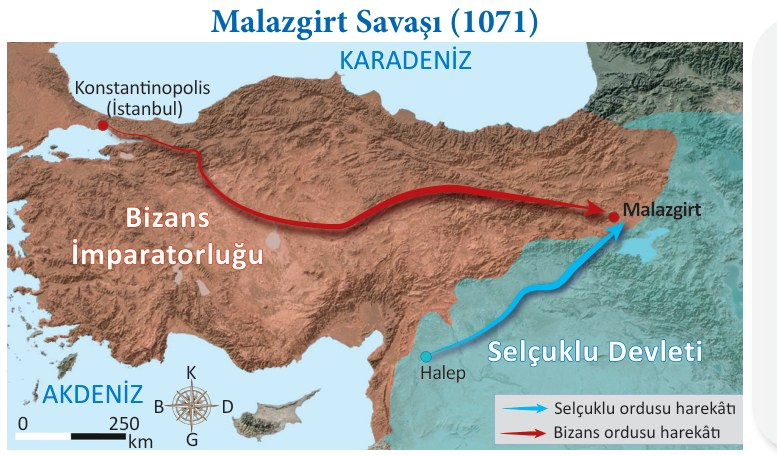 Malazgirt Savaşı (1071)
KARADENİZ
Konstantinopolis
(İstanbul)
Malazgirt
Bizans
İmparatorluğu
Selçuklu Devleti
Halep
AKDENİZ
K
B
D
G
0
250
km
Selçuklu ordusu harekâtı
Bizans ordusu harekâtı